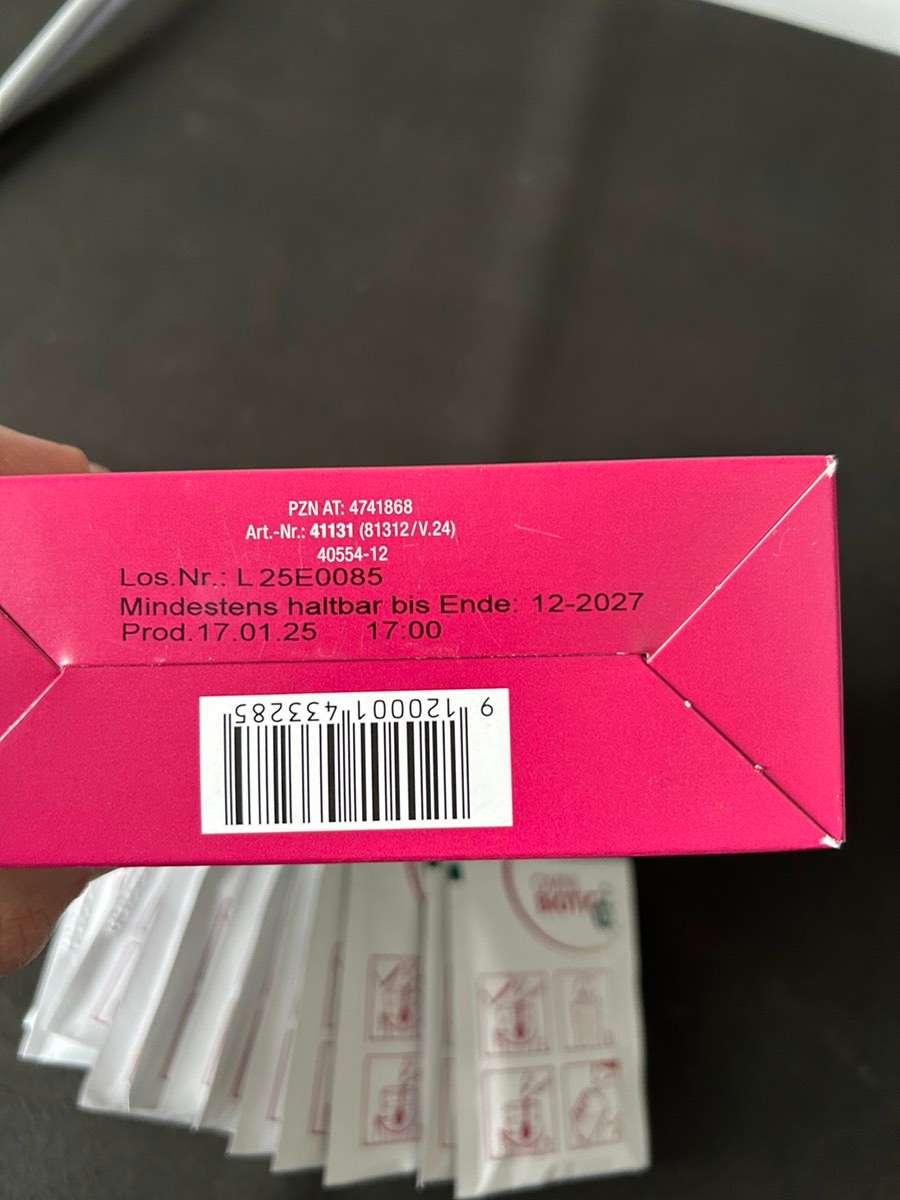 PZN AT: 4741868
Art.-Nr.: 41131 (81312/V.24)
40554-12
Los.Nr.: L 25E0085
Mindestens haltbar bis Ende: 12-2027
Prod.17.01.25 17:00
9 120001 433285